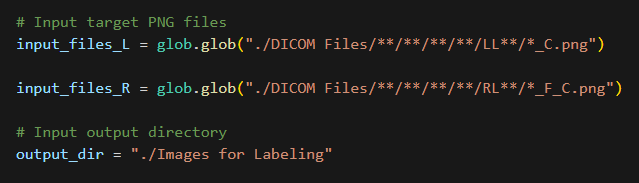 # Input target PNG files
input_files_L = glob.glob("./DICOM Files/**/**/**/**/LL**/*_C.png")
input_files_R = glob.glob("./DICOM Files/**/**/**/**/RL**/*_F_C.png")
# Input output directory
output_dir = "./Images for Labeling"